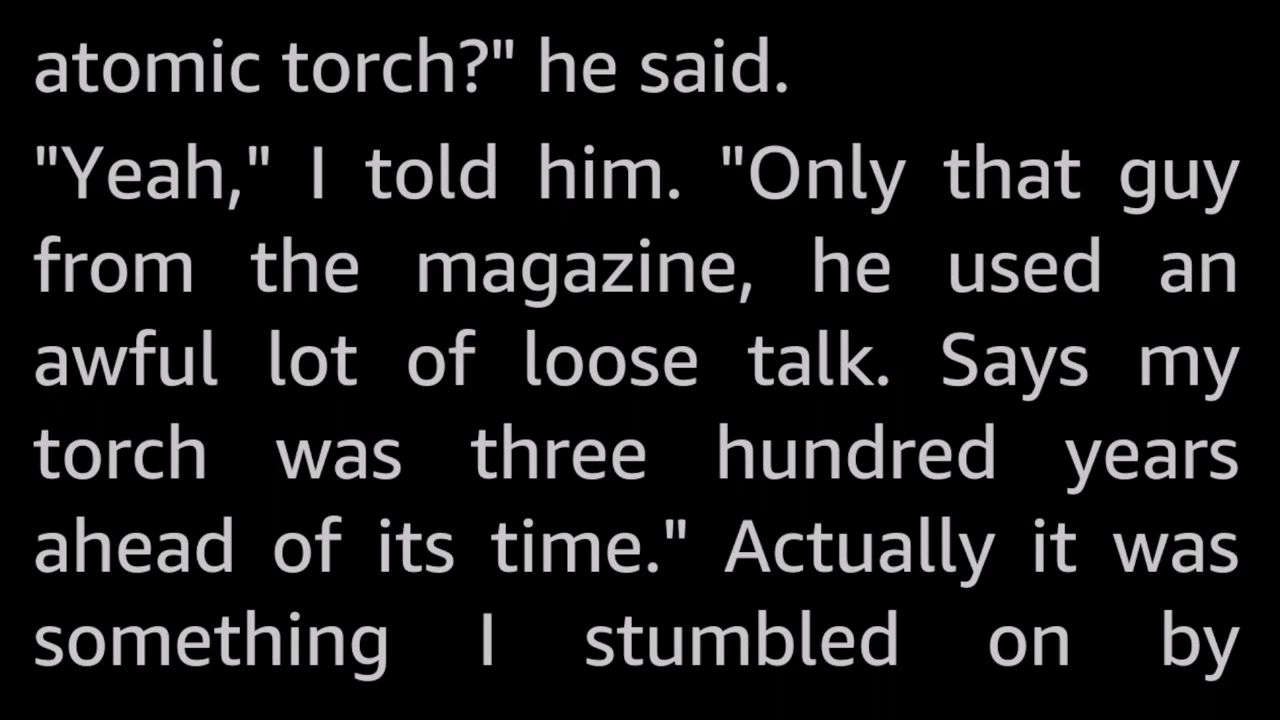 atomic torch?" he said.
"Yeah," I told him. "Only that guy
from the magazine, he used an
awful lot of loose talk. Says my
torch was three hundred years
ahead of its time." Actually it was
something I stumbled on by